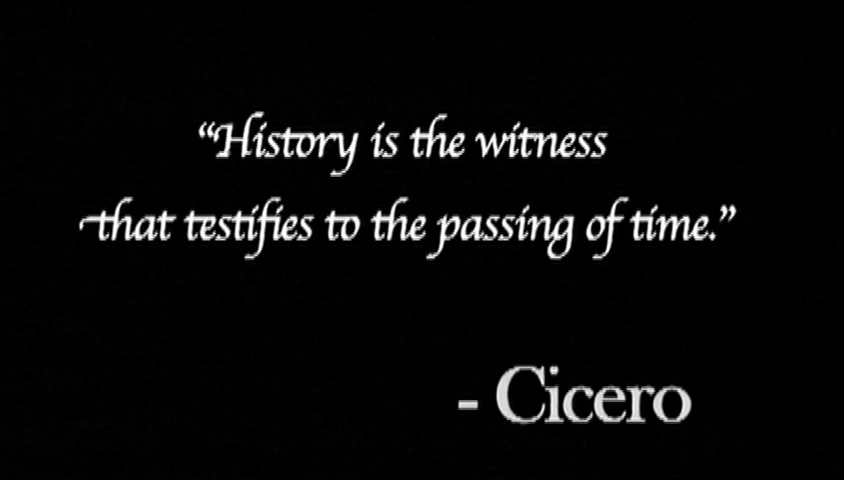 “History is the witness
that testifies to the passing of time.”
- Cicero